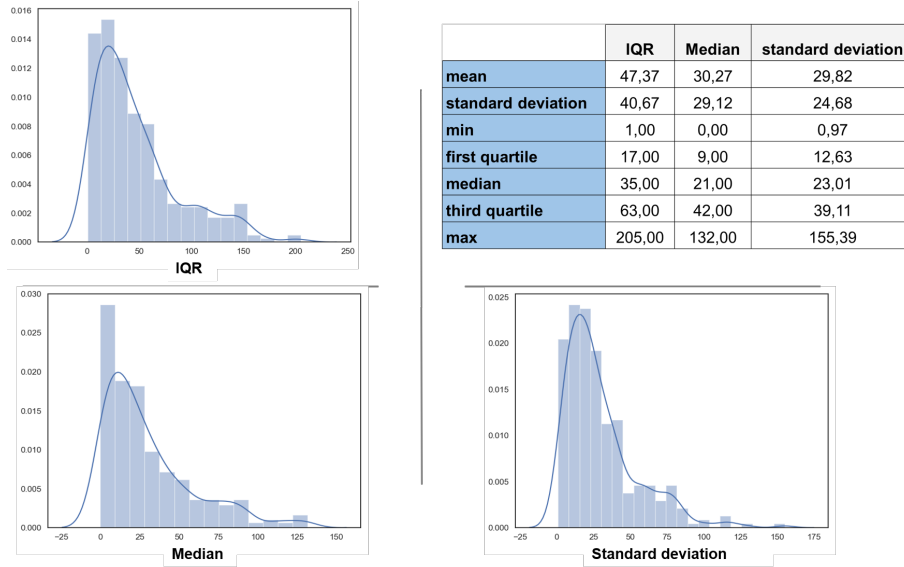 0.016
0.014
0.012
0.010
0.008
0.006
0.004
0.002
0.000
0 50 100 150 200 250
IQR
IQR Median standard deviation
mean 47,37 30,27 29,82
standard deviation 40,67 29,12 24,68
min 1,00 0,00 0,97
first quartile 17,00 9,00 12,63
median 35,00 21,00 23,01
third quartile 63,00 42,00 39,11
max 205,00 132,00 155,39
0.030
0.025
0.020
0.015
0.010
0.005
0.000
−25 0 25 50 75 100 125 150
Median
0.025
0.020
0.015
0.010
0.005
0.000
−25 0 25 50 75 100 125 150 175
Standard deviation